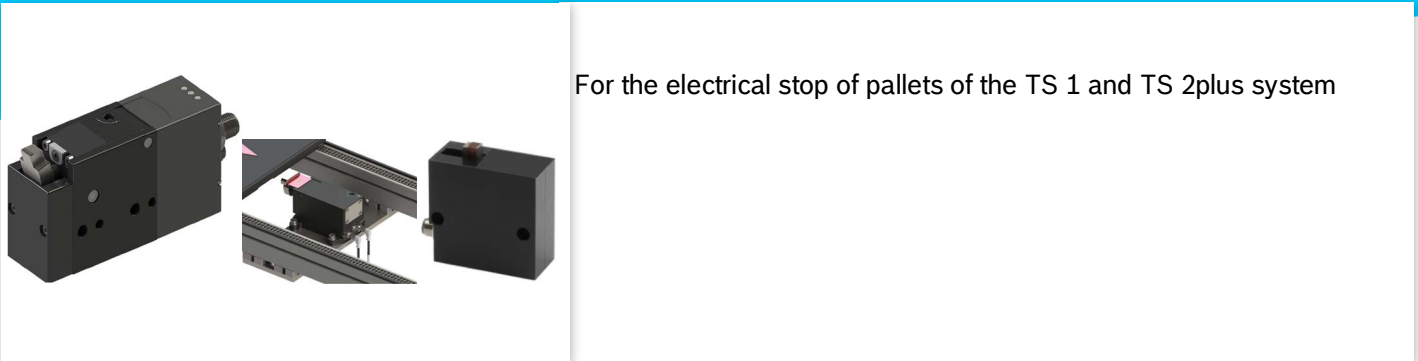 For the electrical stop of pallets of the TS 1 and TS 2plus system